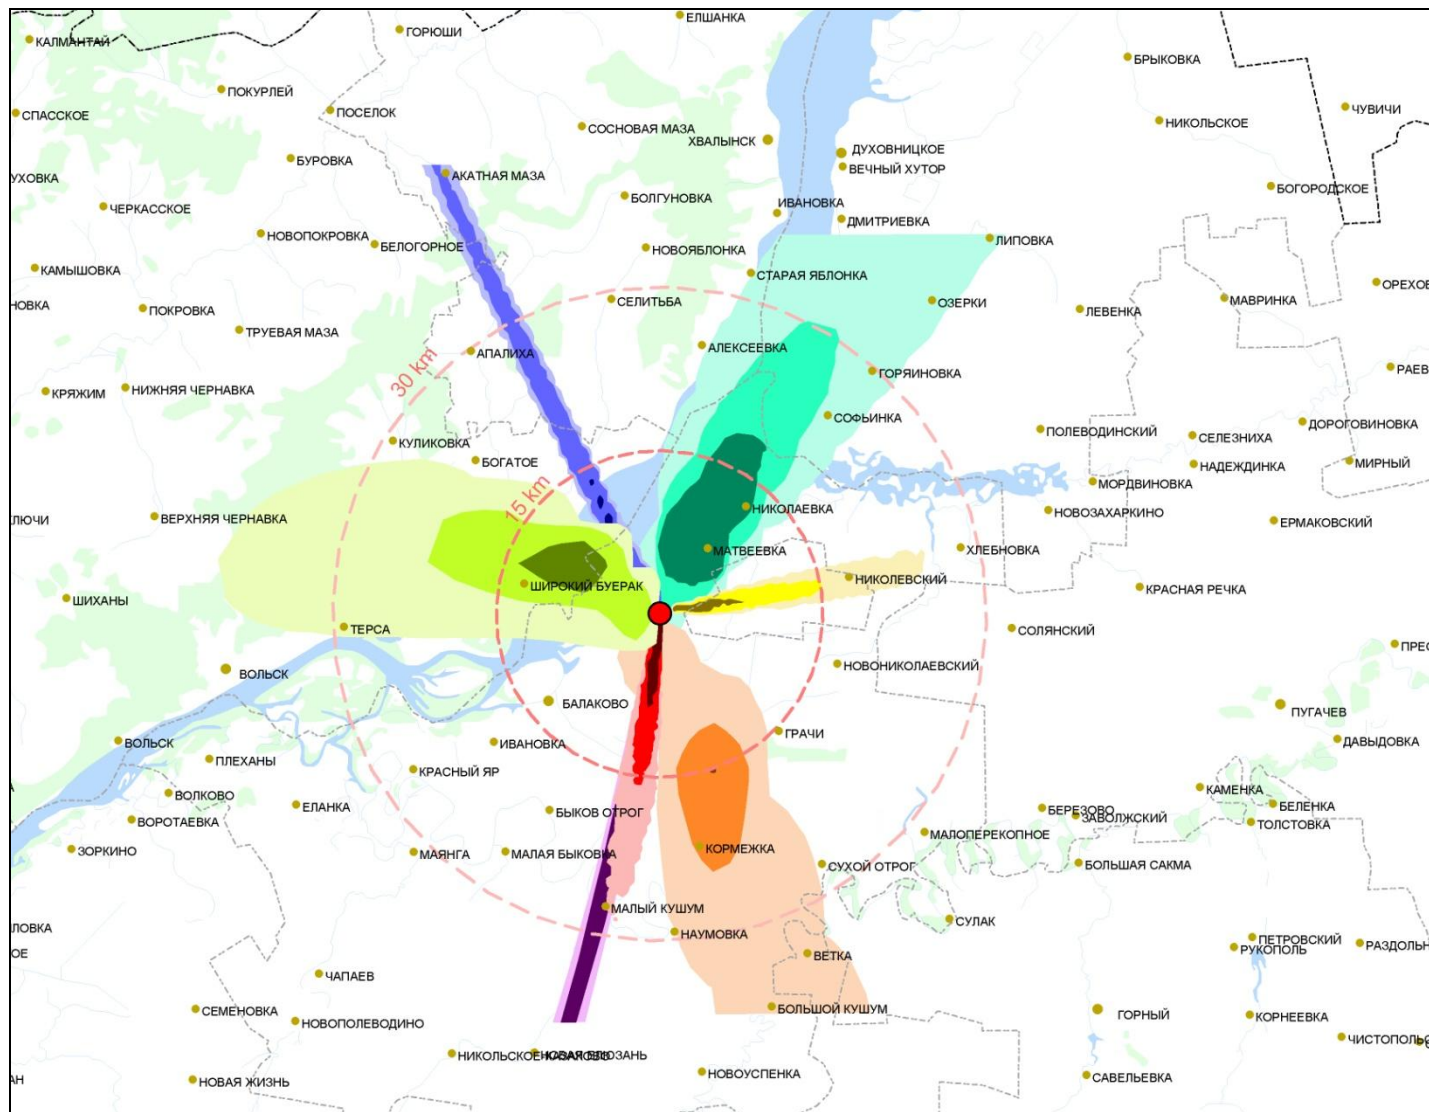 ЕЛШАНКА
ГОРЮШИ
КАЛМАНТАЙ
БРЫКОВКА
ПОКУРЛЕЙ
ЧУВИЧИ
ПОСЕЛОК
СПАССКОЕ
НИКОЛЬСКОЕ
СОСНОВАЯ МАЗА
ХВАЛЫНСК
ДУХОВНИЦКОЕ
БУРОВКА
ВЕЧНЫЙ ХУТОР
АКАТНАЯ МАЗА
УХОВКА
БОГОРОДСКОЕ
БОЛГУНОВКА
ИВАНОВКА
ЧЕРКАССКОЕ
ДМИТРИЕВКА
НОВОПОКРОВКА
ЛИПОВКА
БЕЛОГОРНОЕ
НОВОЯБЛОНКА
КАМЫШОВКА
СТАРАЯ ЯБЛОНКА
ОРЕХОВ
СЕЛИТЬБА
ОЗЕРКИ
МАВРИНКА
НОВКА
ПОКРОВКА
ЛЕВЕНКА
ТРУЕВАЯ МАЗА
АЛЕКСЕЕВКА
АПАЛИХА
30 km
РАЕВ
ГОРЯИНОВКА
НИЖНЯЯ ЧЕРНАВКА
КРЯЖИМ
СОФЬИНКА
ДОРОГОВИНОВКА
ПОЛЕВОДИНСКИЙ
СЕЛЕЗНИХА
КУЛИКОВКА
БОГАТОЕ
НАДЕЖДИНКА
МИРНЫЙ
МОРДВИНОВКА
15 km
НИКОЛАЕВКА
НОВОЗАХАРКИНО
КЛЮЧИ
ВЕРХНЯЯ ЧЕРНАВКА
ЕРМАКОВСКИЙ
МАТВЕЕВКА
ХЛЕБНОВКА
НИКОЛЕВСКИЙ
ШИРОКИЙ БУЕРАК
КРАСНАЯ РЕЧКА
ШИХАНЫ
ТЕРСА
СОЛЯНСКИЙ
ПРЕС
НОВОНИКОЛАЕВСКИЙ
ВОЛЬСК
БАЛАКОВО
ПУГАЧЕВ
ГРАЧИ
ВОЛЬСК
ИВАНОВКА
ДАВЫДОВКА
ПЛЕХАНЫ
КРАСНЫЙ ЯР
КАМЕНКА
ВОЛКОВО
ЕЛАНКА
БЕЛЕНКА
БЕРЕЗОВО
БЫКОВ ОТРОГ
ЗАВОЛЖСКИЙ
ВОРОТАЕВКА
ТОЛСТОВКА
МАЛОПЕРЕКОПНОЕ
КОРМЕЖКА
ЗОРКИНО
МАЯНГА
МАЛАЯ БЫКОВКА
СУХОЙ ОТРОГ
БОЛЬШАЯ САКМА
МАЛЫЙ КУШУМ
СУЛАК
ЛОВКА
НАУМОВКА
ПЕТРОВСКИЙ
РАЗДОЛЬН
РУКОПОЛЬ
ОЕ
ВЕТКА
ЧАПАЕВ
БОЛЬШОЙ КУШУМ
СЕМЕНОВКА
ГОРНЫЙ
КОРНЕЕВКА
НОВОПОЛЕВОДИНО
ЧИСТОПОЛЬС
НИКОЛЬСКОЕ
НОВОУСПЕНКА
САВЕЛЬЕВКА
АН
НОВАЯ ЖИЗНЬ